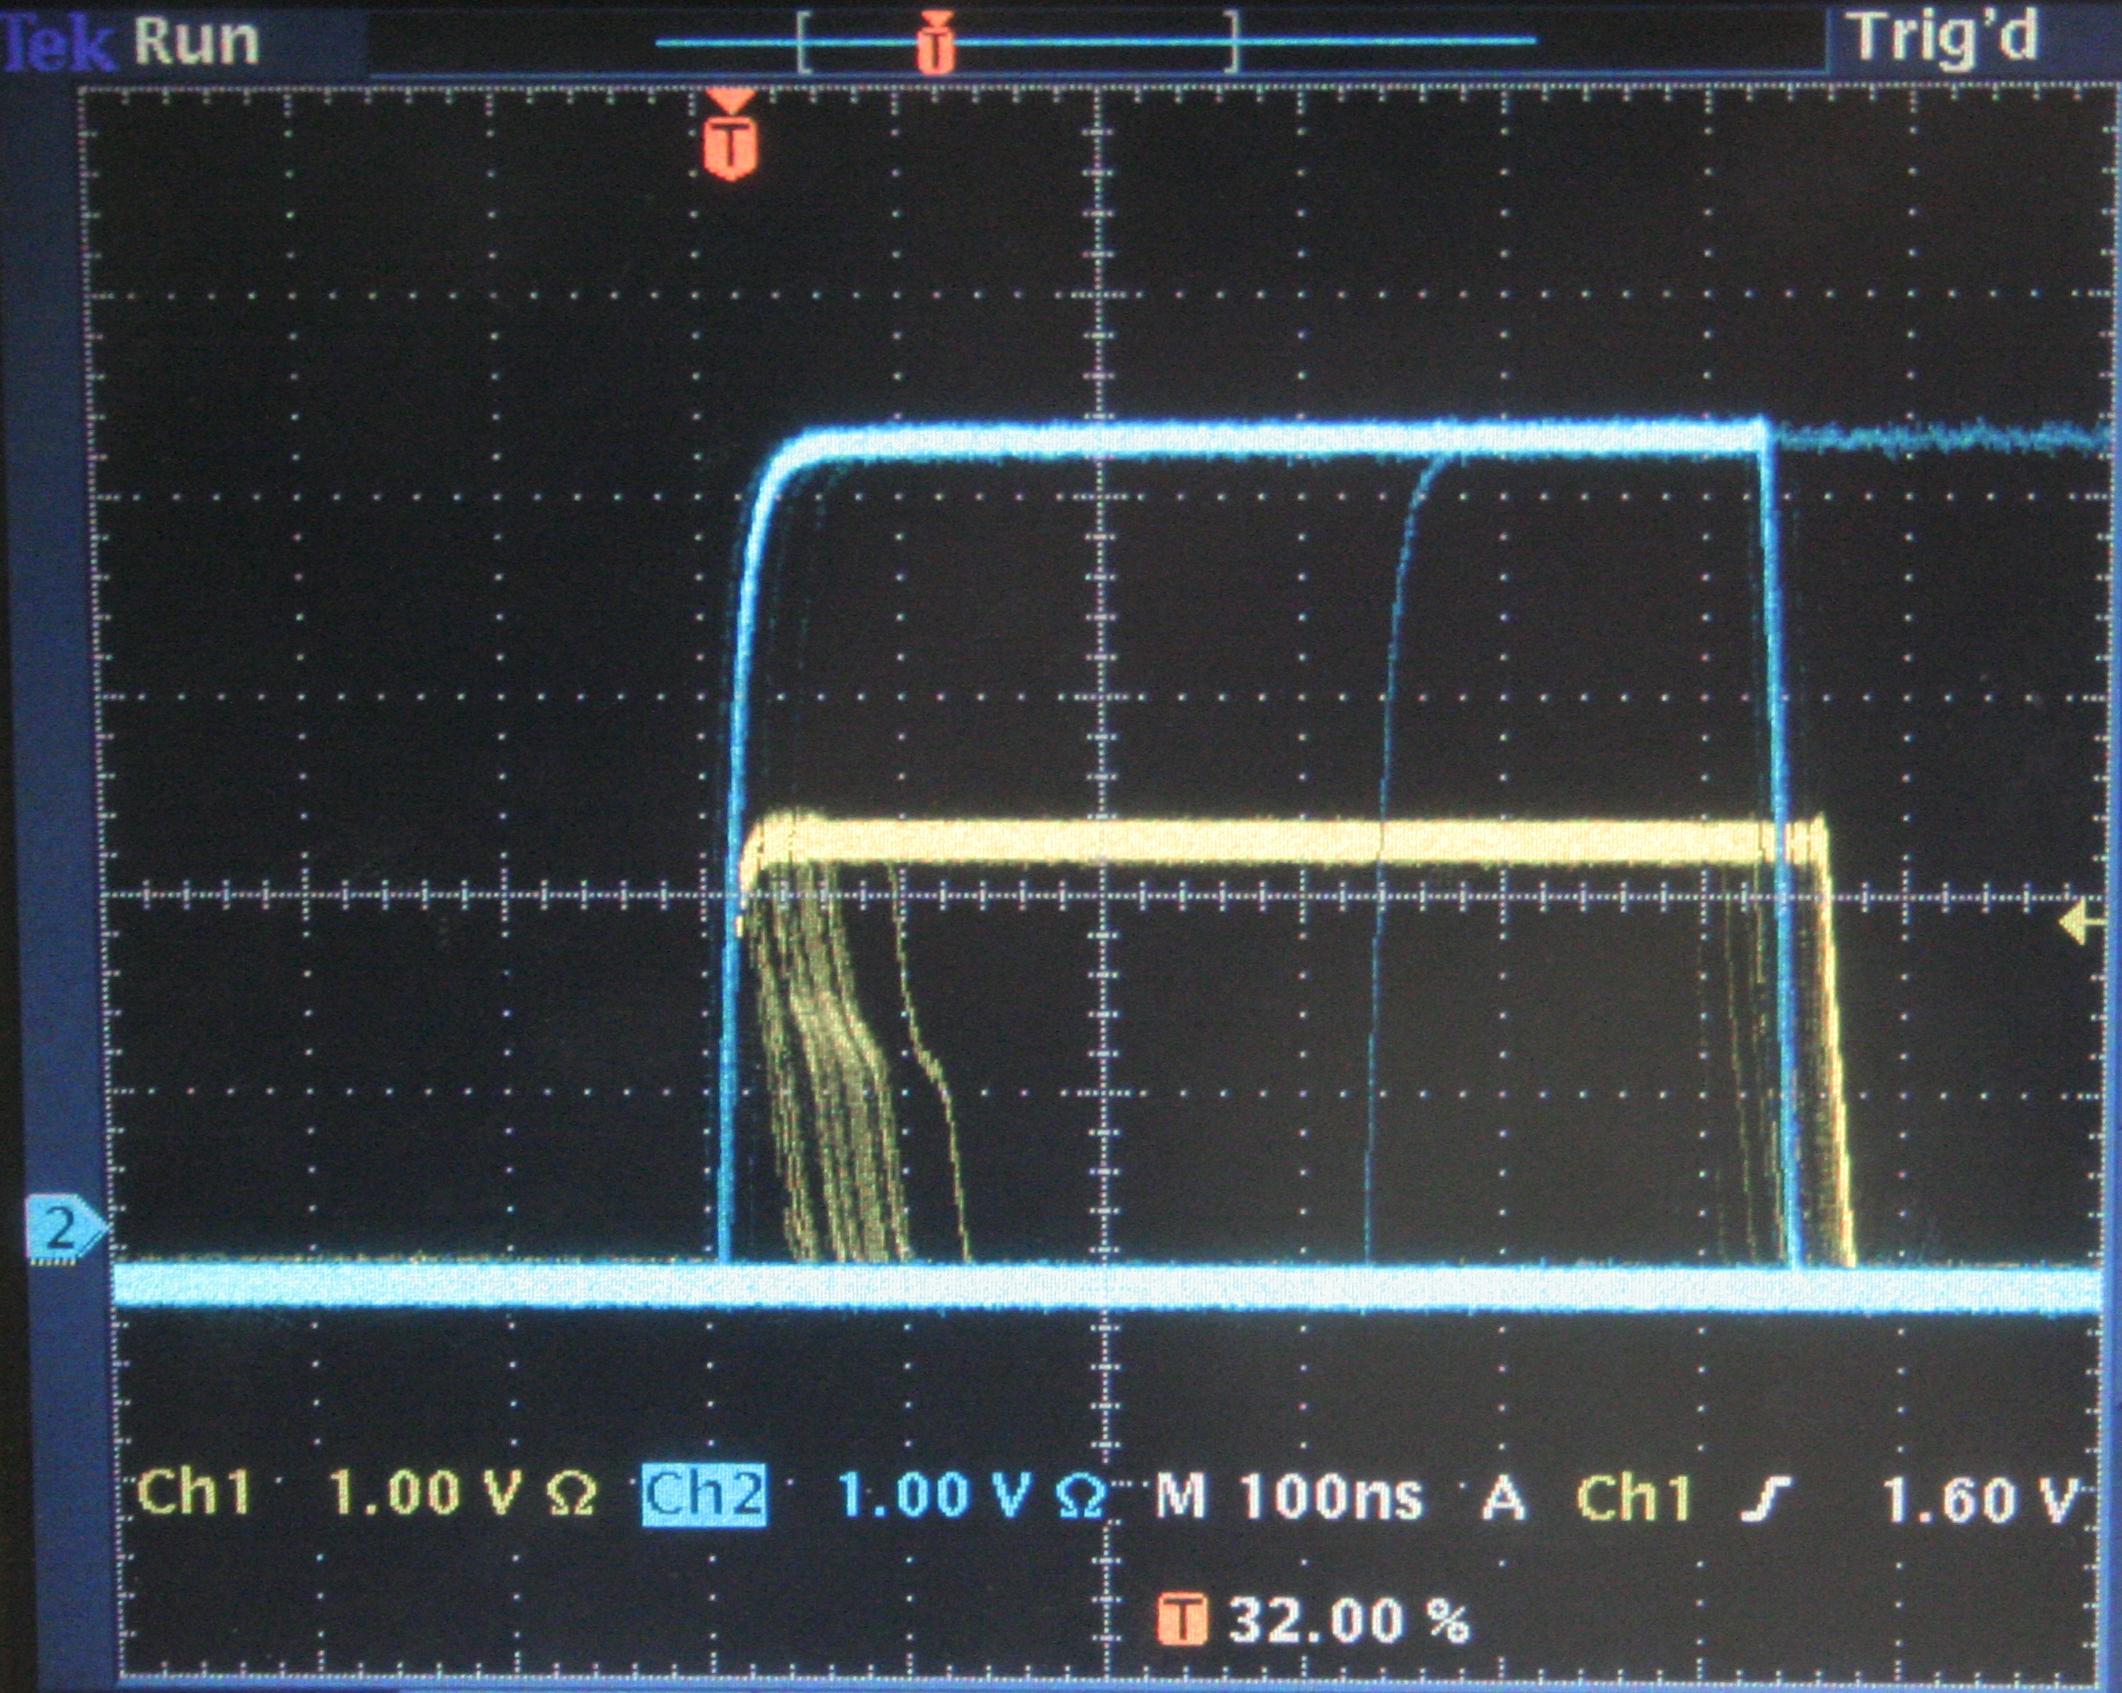 Tek Run Trig'd
T
T
2
Ch1 1.00 V Ω Ch2 1.00 V Ω M 100ns A Ch1 1.60 V
T 32.00 %